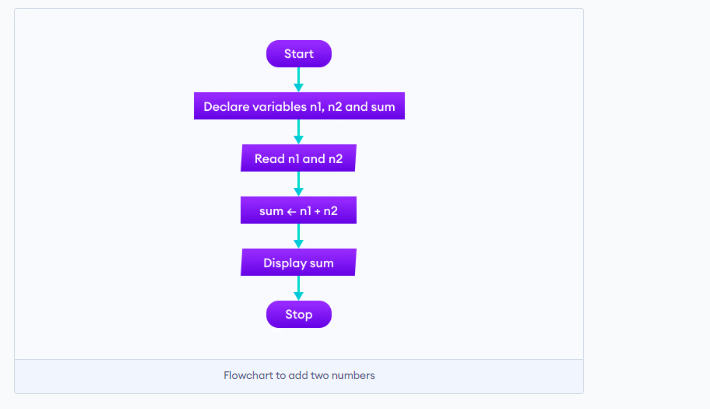 Start
Declare variables n1, n2 and sum
Read n1 and n2
sum ← n1 + n2
Display sum
Stop
Flowchart to add two numbers